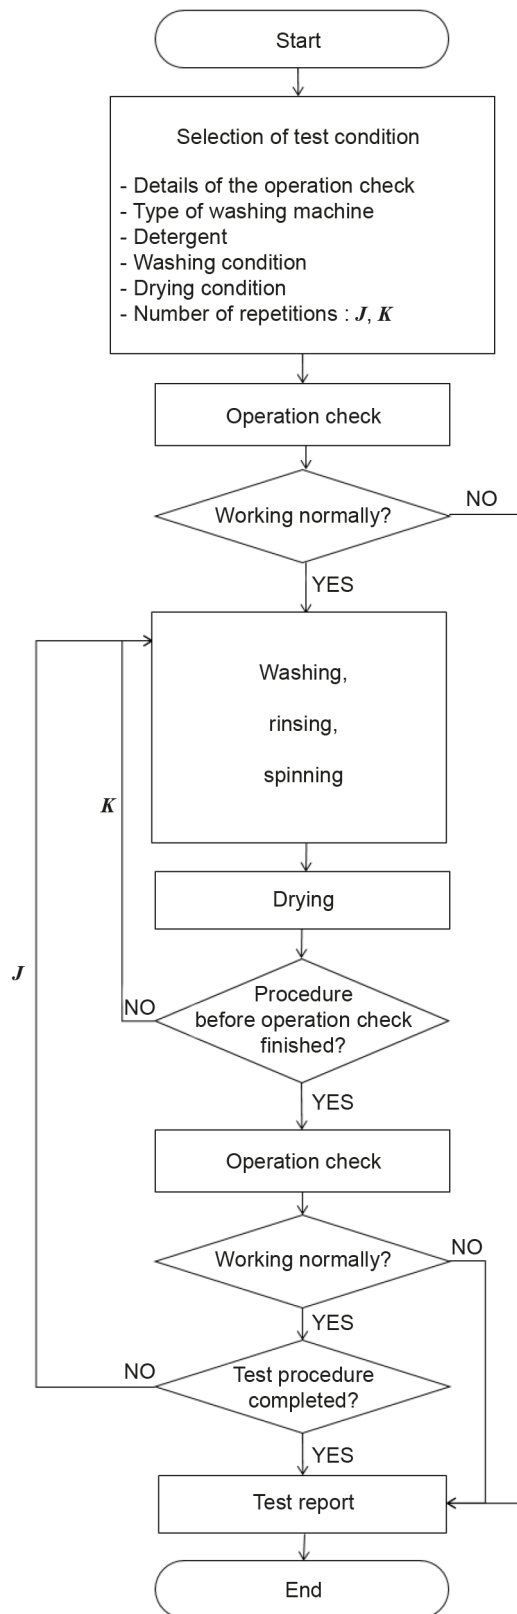 Start
Selection of test condition
- Details of the operation check
- Type of washing machine
- Detergent
- Washing condition
- Drying condition
- Number of repetitions : J, K
Operation check
Working normally?
NO
YES
Washing,
rinsing,
spinning
K
Drying
J
Procedure
before operation check
finished?
NO
YES
Operation check
Working normally?
NO
YES
Test procedure
completed?
NO
YES
Test report
End